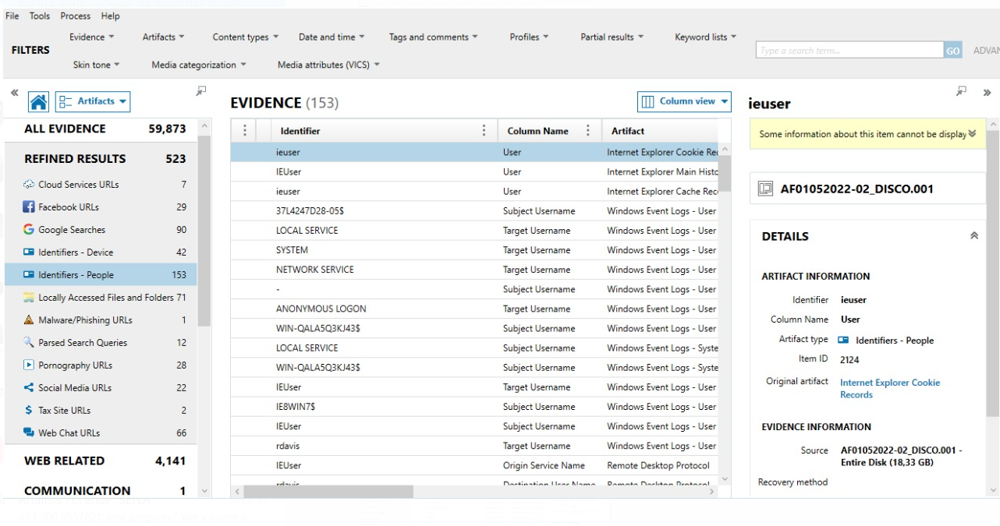 File Tools Process Help
FILTERS
Evidence Artifacts Content types Date and time Tags and comments Profiles Partial results Keyword lists
Skin tone Media categorization Media attributes (VICS)
Type a search term... GO ADVAN
Artifacts
ALL EVIDENCE 59,873
REFINED RESULTS 523
Cloud Services URLs 7
Facebook URLs 29
Google Searches 90
Identifiers - Device 42
Identifiers - People 153
Locally Accessed Files and Folders 71
Malware/Phishing URLs 1
Parsed Search Queries 12
Pornography URLs 28
Social Media URLs 22
Tax Site URLs 2
Web Chat URLs 66
WEB RELATED 4,141
COMMUNICATION 1
EVIDENCE (153) Column view
Identifier Column Name Artifact
ieuser User Internet Explorer Cookie Rec
IEUser User Internet Explorer Main Histo
ieuser User Internet Explorer Cache Reco
37L4247D28-05$ Subject Username Windows Event Logs - User
LOCAL SERVICE Target Username Windows Event Logs - User
SYSTEM Target Username Windows Event Logs - User
NETWORK SERVICE Target Username Windows Event Logs - User
- Subject Username Windows Event Logs - User
ANONYMOUS LOGON Target Username Windows Event Logs - User
WIN-QALA5Q3KJ43$ Subject Username Windows Event Logs - User
LOCAL SERVICE Subject Username Windows Event Logs - Syste
WIN-QALA5Q3KJ43$ Subject Username Windows Event Logs - Syste
IEUser Target Username Windows Event Logs - User
IE8WIN7$ Subject Username Windows Event Logs - User
IEUser Subject Username Windows Event Logs - User
rdavis Target Username Windows Event Logs - User
IEUser Origin Service Name Remote Desktop Protocol
rdavis Destination User Name Remote Desktop Protocol
ieuser
Some information about this item cannot be display
AF01052022-02_DISCO.001
DETAILS
ARTIFACT INFORMATION
Identifier ieuser
Column Name User
Artifact type Identifiers - People
Item ID 2124
Original artifact Internet Explorer Cookie
Records
EVIDENCE INFORMATION
Source AF01052022-02_DISCO.001 -
Entire Disk (18,33 GB)
Recovery method